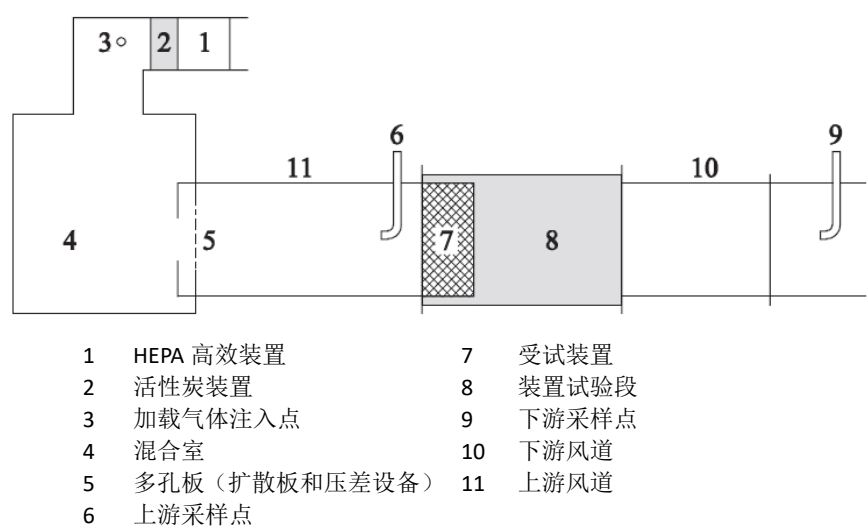 3 2 1
6
9
11
10
4
5
7
8
1 HEPA 高效装置
2 活性炭装置
3 加载气体注入点
4 混合室
5 多孔板（扩散板和压差设备）
6 上游采样点
7 受试装置
8 装置试验段
9 下游采样点
10 下游风道
11 上游风道